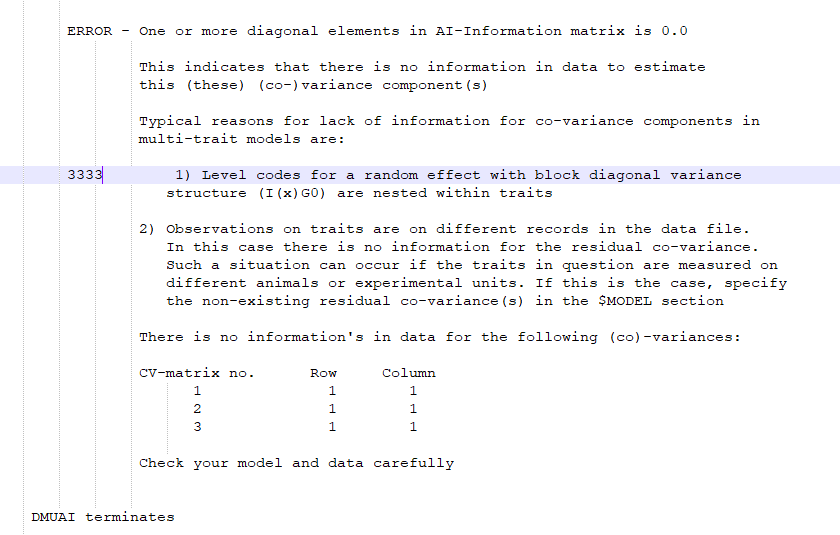 ERROR - One or more diagonal elements in AI-Information matrix is 0.0
This indicates that there is no information in data to estimate
this (these) (co-)variance component(s)
Typical reasons for lack of information for co-variance components in
multi-trait models are:
3333 1) Level codes for a random effect with block diagonal variance
structure (I(x)G0) are nested within traits
2) Observations on traits are on different records in the data file.
In this case there is no information for the residual co-variance.
Such a situation can occur if the traits in question are measured on
different animals or experimental units. If this is the case, specify
the non-existing residual co-variance(s) in the $MODEL section
There is no information's in data for the following (co)-variances:
CV-matrix no. Row Column
1 1 1
2 1 1
3 1 1
Check your model and data carefully
DMUAI terminates